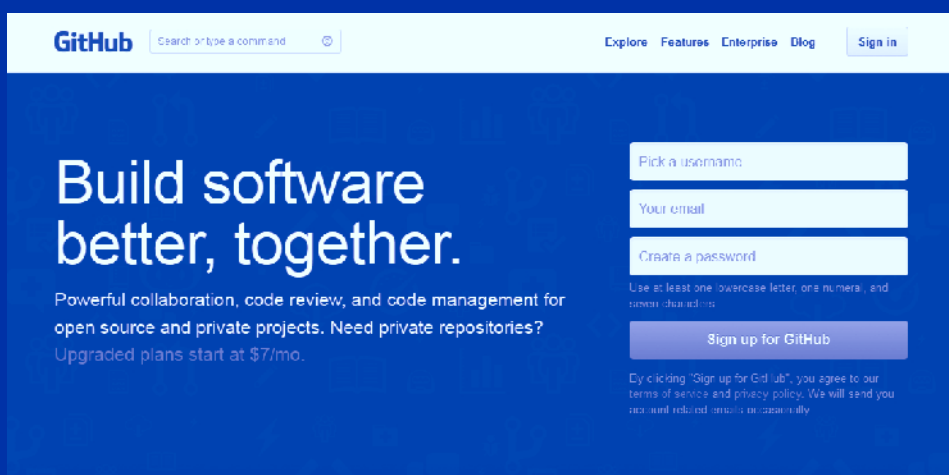 GitHub
Search or type a command
Explore Features Enterprise Blog
Sign in
Build software
better, together.
Powerful collaboration, code review, and code management for
open source and private projects. Need private repositories?
Upgraded plans start at $7/mo.
Pick a username
Your email
Create a password
Use at least one lowercase letter, one numeral, and
seven characters.
Sign up for GitHub
By clicking "Sign up for GitHub", you agree to our
terms of service and privacy policy. We will send you
account related emails occasionally.